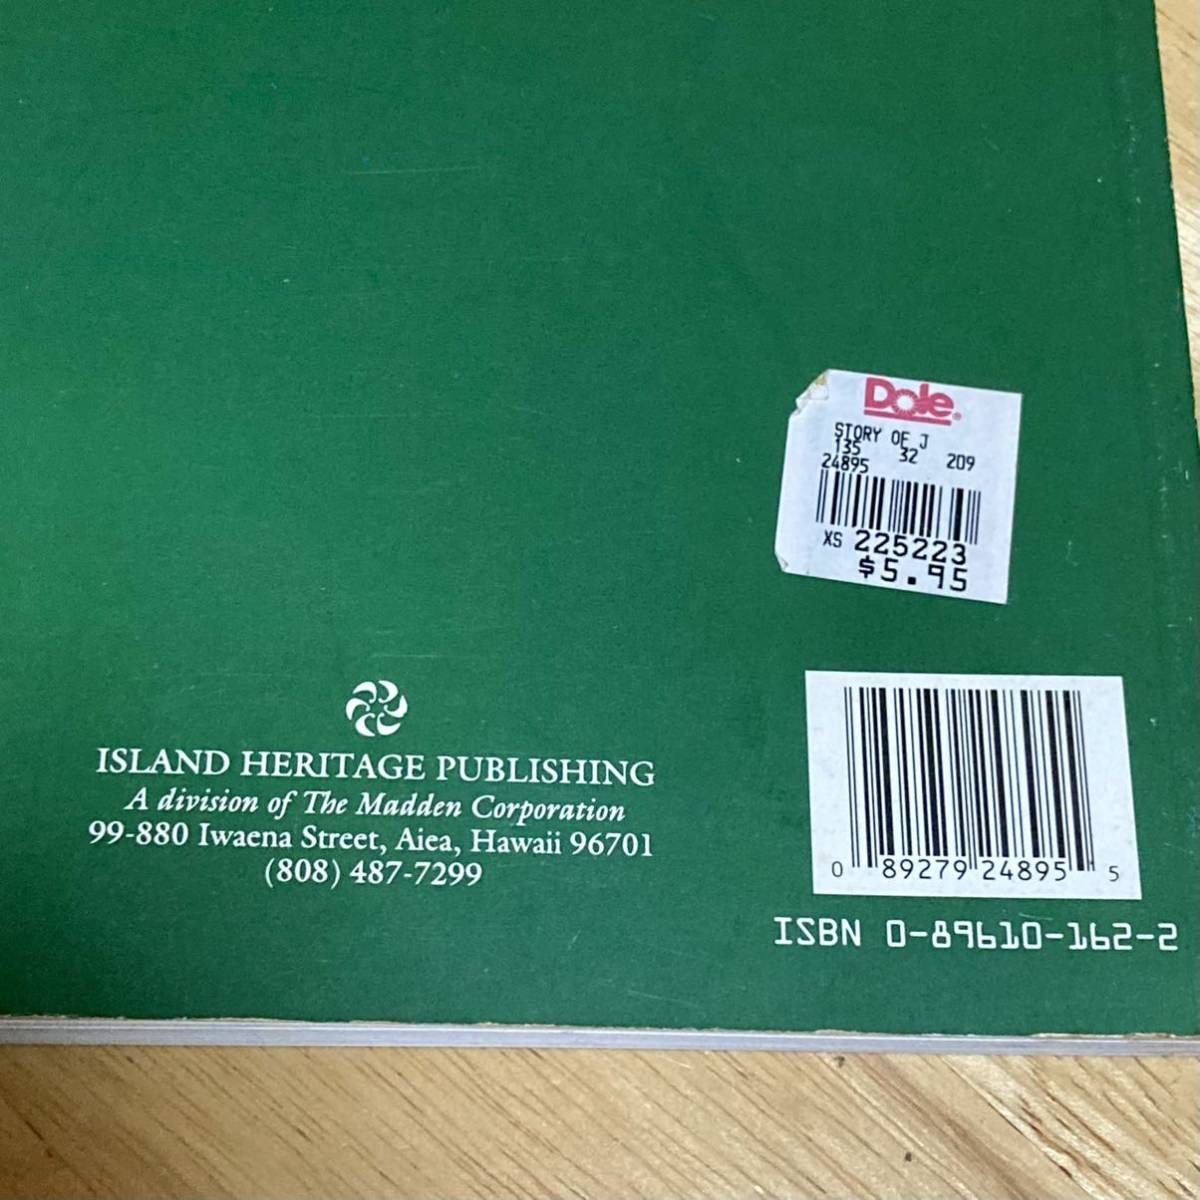 Dole®
STORY OF J
135 32 209
24895
XS 225223
$5.95
ISLAND HERITAGE PUBLISHING
A division of The Madden Corporation
99-880 Iwaena Street, Aiea, Hawaii 96701
(808) 487-7299
0 89279 24895 5
ISBN 0-89610-162-2